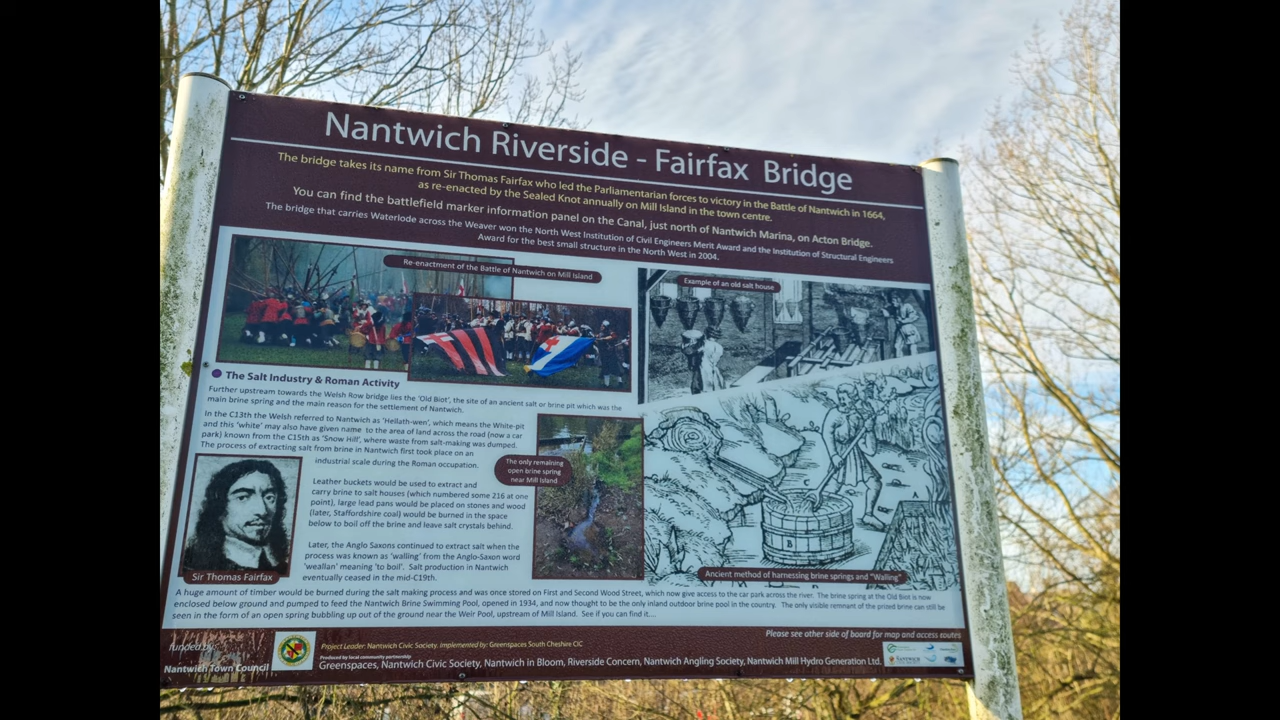 Nantwich Riverside - Fairfax Bridge
The bridge takes its name from Sir Thomas Fairfax who led the Parliamentarian forces to victory in the Battle of Nantwich in 1664,
as re-enacted by the Sealed Knot annually on Mill Island in the town centre.
You can find the battlefield marker information panel on the Canal, just north of Nantwich Marina, on Acton Bridge.
The bridge that carries Waterlode across the Weaver won the North West Institution of Civil Engineers Merit Award and the Institution of Structural Engineers
Award for the best small structure in the North West in 2004.
Re-enactment of the Battle of Nantwich on Mill Island
Example of an old salt house
The Salt Industry & Roman Activity
Further upstream towards the Welsh Row bridge lies the 'Old Biot', the site of an ancient salt or brine pit which was the
main brine spring and the main reason for the settlement of Nantwich.
In the C13th the Welsh referred to Nantwich as 'Hellath-wen', which means the White-pit
and this 'white' may also have given name to the area of land across the road (now a car
park) known from the C15th as 'Snow Hill', where waste from salt-making was dumped.
The process of extracting salt from brine in Nantwich first took place on an
industrial scale during the Roman occupation.
The only remaining
open brine spring
near Mill Island
Leather buckets would be used to extract and
carry brine to salt houses (which numbered some 216 at one
point), large lead pans would be placed on stones and wood
(later, Staffordshire coal) would be burned in the space
below to boil off the brine and leave salt crystals behind.
Later, the Anglo Saxons continued to extract salt when the
process was known as 'walling' from the Anglo-Saxon word
'weallan' meaning 'to boil'. Salt production in Nantwich
eventually ceased in the mid-C19th.
Sir Thomas Fairfax
A
B
Ancient method of harnessing brine springs and "Walling"
A huge amount of timber would be burned during the salt making process and was once stored on First and Second Wood Street, which now give access to the car park across the river. The brine spring at the Old Biot is now
enclosed below ground and pumped to feed the Nantwich Brine Swimming Pool, opened in 1934, and now thought to be the only inland outdoor brine pool in the country. The only visible remnant of the prized brine can still be
seen in the form of an open spring bubbling up out of the ground near the Weir Pool, upstream of Mill Island. See if you can find it....
Please see other side of board for map and access routes
funded by:
Nantwich Town Council
Project Leader: Nantwich Civic Society, implemented by: Greenspaces South Cheshire CIC
Produced by local community partnership
Greenspaces, Nantwich Civic Society, Nantwich in Bloom, Riverside Concern, Nantwich Angling Society, Nantwich Mill Hydro Generation Ltd.